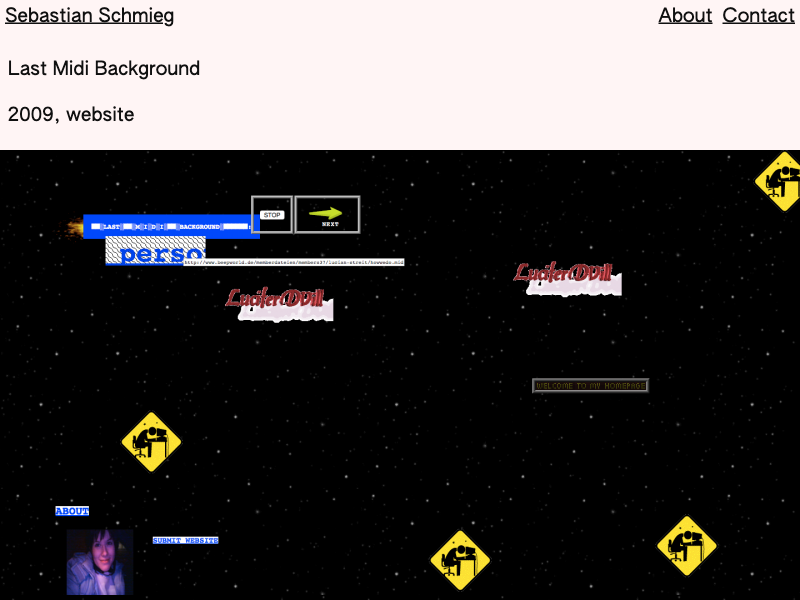 Sebastian Schmieg
About Contact
Last Midi Background
2009, website
LAST MIDI BACKGROUND
STOP
NEXT
perso
LuciferDVill
LuciferDVill
WELCOME TO MY HOMEPAGE
ABOUT
SUBMIT WEBSITE